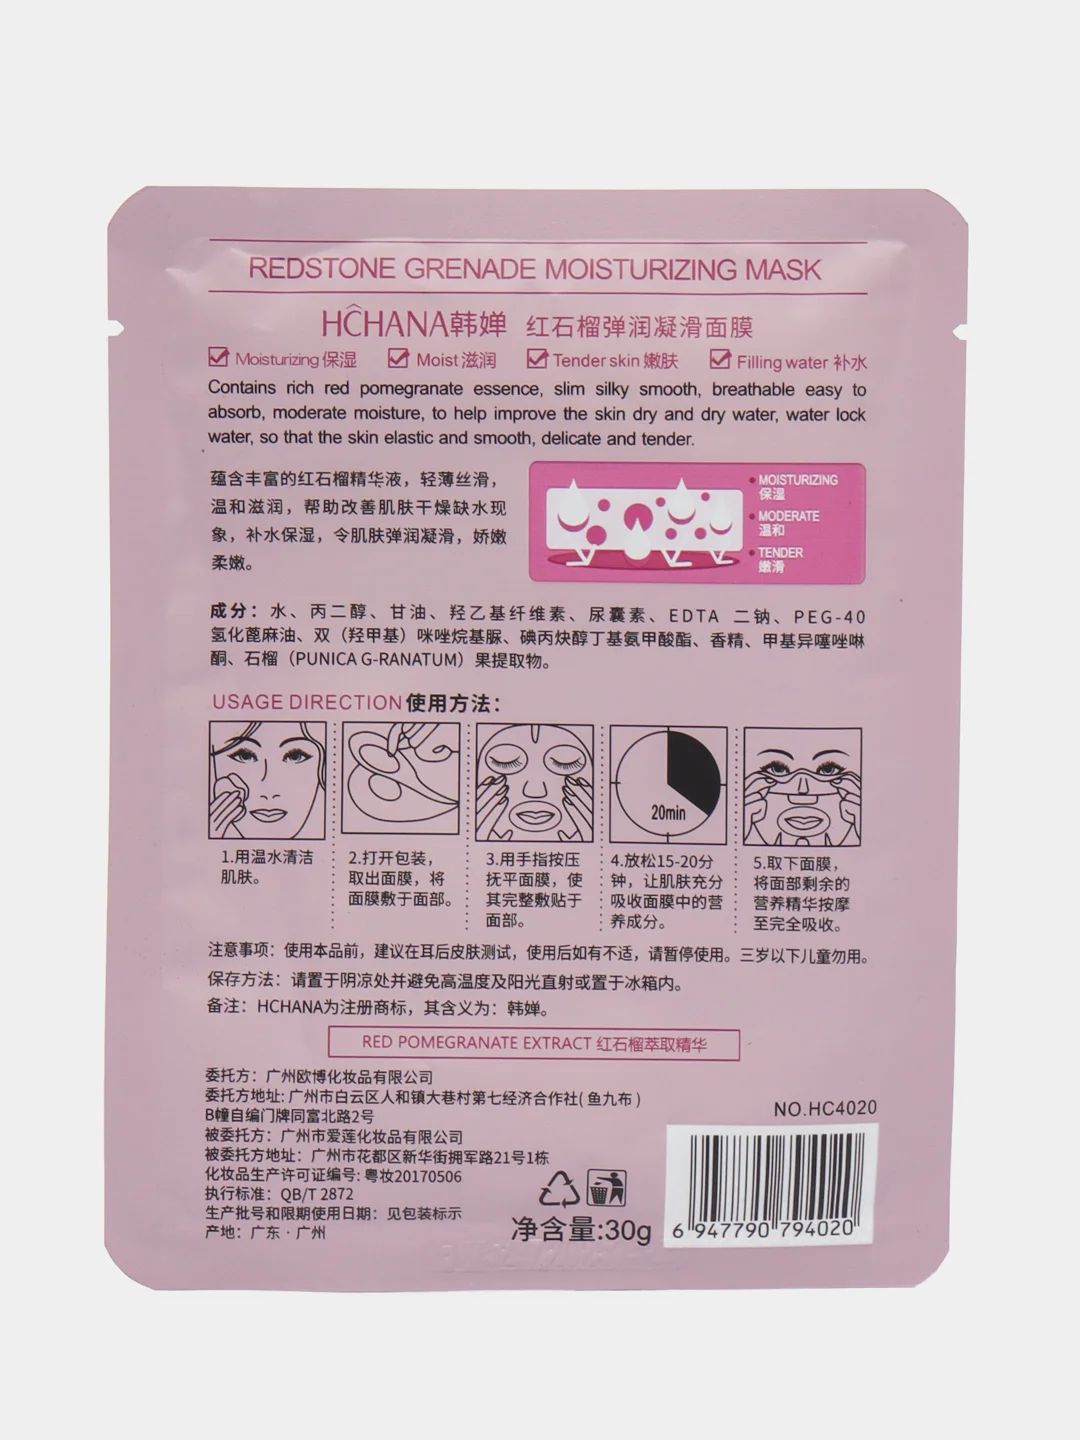 REDSTONE GRENADE MOISTURIZING MASK
HCHANA韩婵 红石榴弹润凝滑面膜
Moisturizing 保湿 Moist 滋润 Tender skin 嫩肤 Filling water 补水
Contains rich red pomegranate essence, slim silky smooth, breathable easy to
absorb, moderate moisture, to help improve the skin dry and dry water, water lock
water, so that the skin elastic and smooth, delicate and tender.
蕴含丰富的红石榴精华液，轻薄丝滑，
温和滋润，帮助改善肌肤干燥缺水现
象，补水保湿，令肌肤弹润凝滑，娇嫩
柔嫩。
MOISTURIZING
保湿
MODERATE
温和
TENDER
嫩滑
成分：水、丙二醇、甘油、羟乙基纤维素、尿囊素、EDTA 二钠、PEG-40
氢化蓖麻油、双（羟甲基）咪唑烷基脲、碘丙炔醇丁基氨甲酸酯、香精、甲基异噻唑啉
酮、石榴（PUNICA G-RANATUM）果提取物。
USAGE DIRECTION 使用方法：
20min
1.用温水清洁
肌肤。
2.打开包装，
取出面膜，将
面膜敷于面部。
3.用手指按压
抚平面膜，使
其完整敷贴于
面部。
4.放松15-20分
钟，让肌肤充分
吸收面膜中的营
养成分。
5.取下面膜，
将面部剩余的
营养精华按摩
至完全吸收。
注意事项：使用本品前，建议在耳后皮肤测试，使用后如有不适，请暂停使用。三岁以下儿童勿用。
保存方法：请置于阴凉处并避免高温度及阳光直射或置于冰箱内。
备注：HCHANA为注册商标，其含义为：韩婵。
RED POMEGRANATE EXTRACT 红石榴萃取精华
委托方：广州欧博化妆品有限公司
委托方地址: 广州市白云区人和镇大巷村第七经济合作社( 鱼九布 )
B幢自编门牌同富北路2号
被委托方：广州市爱莲化妆品有限公司
被委托方地址：广州市花都区新华街拥军路21号1栋
化妆品生产许可证编号: 粤妆20170506
执行标准：QB/T 2872
生产批号和限期使用日期：见包装标示
产地：广东 · 广州
净含量:30g
NO.HC4020
6 947790 794020